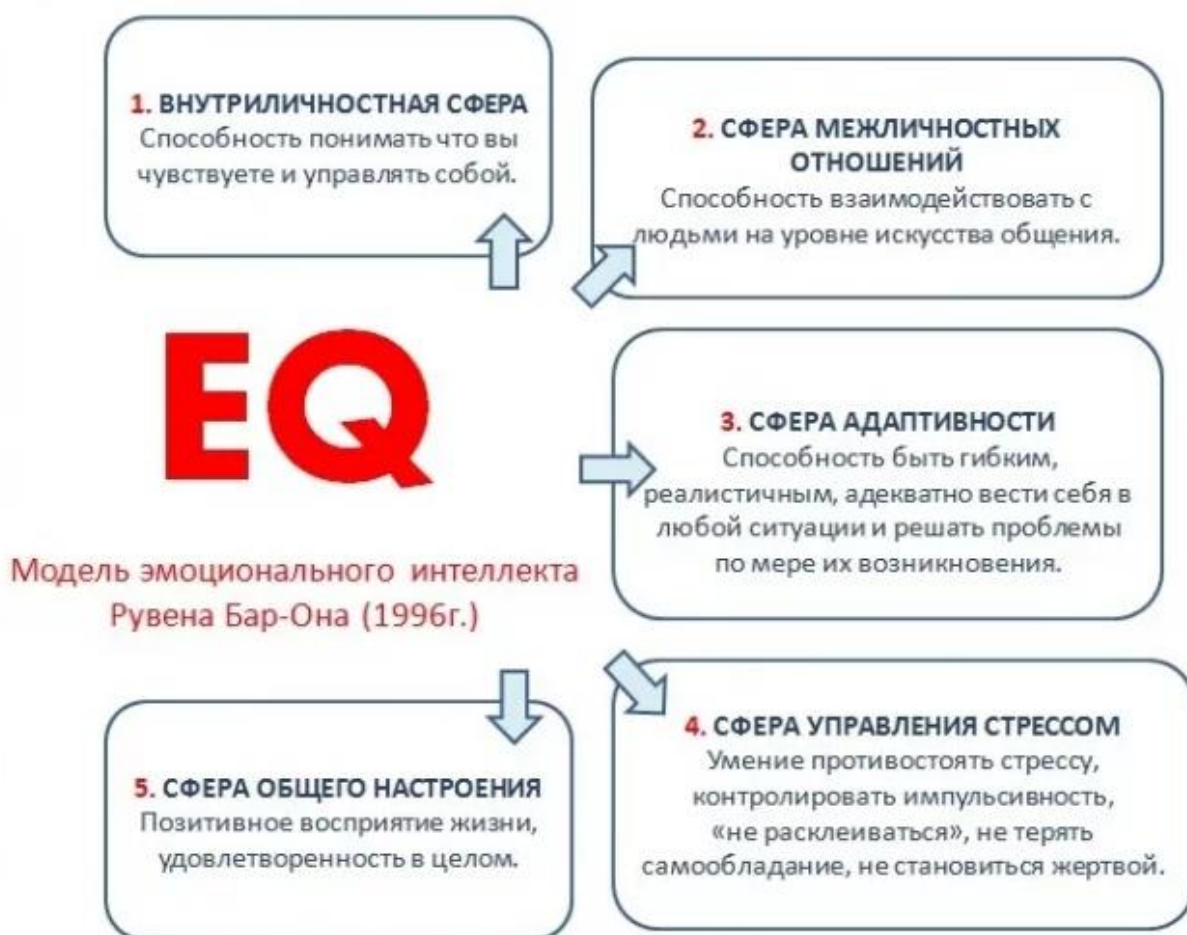 1. ВНУТРИЛИЧНОСТНАЯ СФЕРА
Способность понимать что вы
чувствуете и управлять собой.
2. СФЕРА МЕЖЛИЧНОСТНЫХ
ОТНОШЕНИЙ
Способность взаимодействовать с
людьми на уровне искусства общения.
EQ
Модель эмоционального интеллекта
Рувена Бар-Она (1996г.)
3. СФЕРА АДАПТИВНОСТИ
Способность быть гибким,
реалистичным, адекватно вести себя в
любой ситуации и решать проблемы
по мере их возникновения.
4. СФЕРА УПРАВЛЕНИЯ СТРЕССОМ
Умение противостоять стрессу,
контролировать импульсивность,
«не расклеиваться», не терять
самообладание, не становиться жертвой.
5. СФЕРА ОБЩЕГО НАСТРОЕНИЯ
Позитивное восприятие жизни,
удовлетворенность в целом.